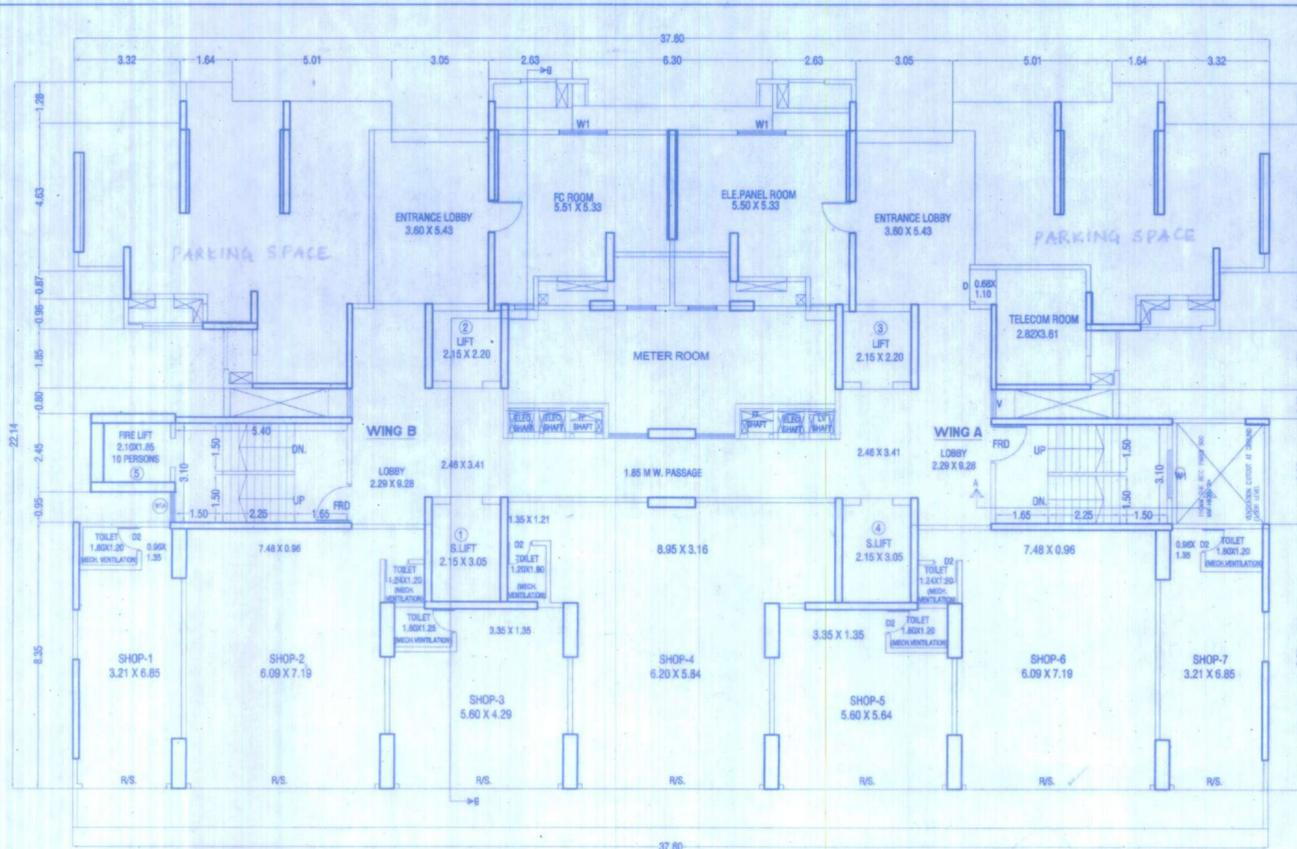 37.80
3.32 1.64 5.01 3.05 2.63 6.30 2.63 3.05 5.01 1.64 3.32
B
1.28
W1 W1
4.63
FC ROOM
5.51 X 5.33
ELE.PANEL ROOM
5.50 X 5.33
ENTRANCE LOBBY
3.60 X 5.43
ENTRANCE LOBBY
3.60 X 5.43
PARKING SPACE
PARKING SPACE
0.87
0.96
D 0.68X
1.10
TELECOM ROOM
2.82X3.61
2
LIFT
2.15 X 2.20
METER ROOM
3
LIFT
2.15 X 2.20
1.85
0.80
22.14
2.45
0.95
V
ELEC.
SHAFT
ELEC.
SHAFT
FF
SHAFT
FF
SHAFT
ELEC.
SHAFT
SHAFT
FIRE LIFT
2.10X1.85
10 PERSONS
5
5.40
1.50
DN.
3.10
1.50
UP
FRD
1.50 2.25 1.65
WING B
LOBBY
2.29 X 9.28
2.46 X 3.41
1.85 M W. PASSAGE
2.46 X 3.41
WING A
LOBBY
2.29 X 9.28
A
FRD
UP
1.50
3.10
DN.
1.50
1.65 2.25 1.50
W1
TOILET D2
1.80X1.20
(MECH. VENTILATION)
0.96X
1.35
7.48 X 0.96
1
S.LIFT
2.15 X 3.05
1.35 X 1.21
D2
TOILET
1.20X1.80
(MECH.
VENTILATION)
8.95 X 3.16
4
S.LIFT
2.15 X 3.05
7.48 X 0.96
0.96X
1.35
D2 TOILET
1.80X1.20
(MECH.VENTILATION)
TOILET
1.24X1.20
(MECH.
VENTILATION)
D2
TOILET
1.24X1.20
(MECH.
VENTILATION)
TOILET
1.80X1.25
(MECH.VENTILATION)
3.35 X 1.35
3.35 X 1.35
D2 TOILET
1.80X1.20
(MECH.VENTILATION)
8.35
SHOP-1
3.21 X 6.85
SHOP-2
6.09 X 7.19
SHOP-3
5.60 X 4.29
SHOP-4
6.20 X 5.84
SHOP-5
5.60 X 5.64
SHOP-6
6.09 X 7.19
SHOP-7
3.21 X 6.85
R/S. R/S. R/S. R/S. R/S. R/S. R/S.
B
37.80